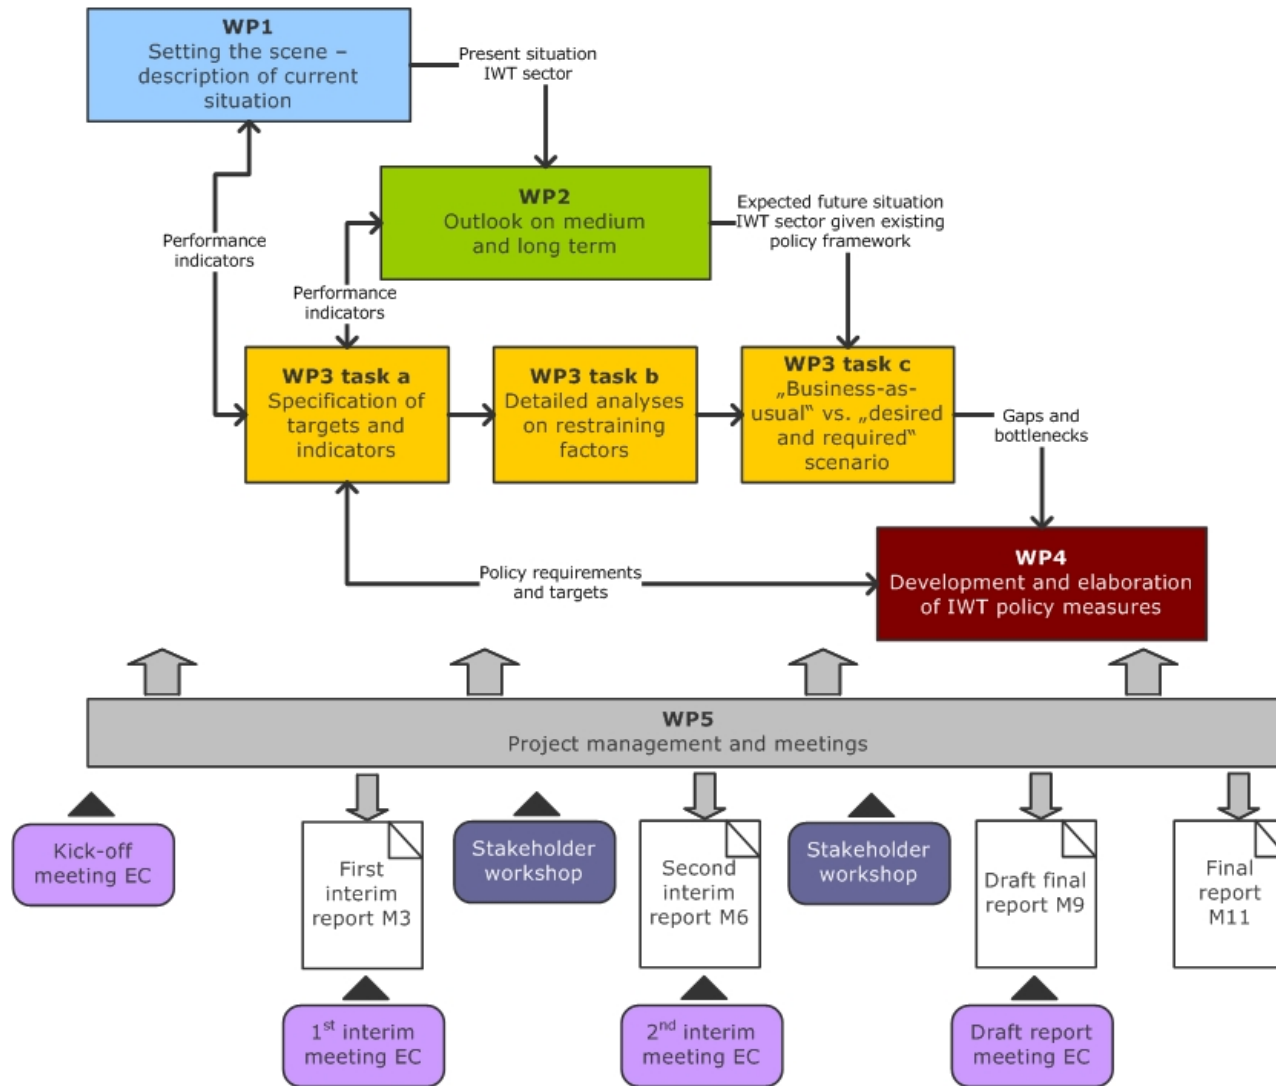 WP1
Setting the scene –
description of current
situation
Present situation
IWT sector
WP2
Outlook on medium
and long term
Expected future situation
IWT sector given existing
policy framework
Performance
indicators
Performance
indicators
WP3 task a
Specification of
targets and
indicators
WP3 task b
Detailed analyses
on restraining
factors
WP3 task c
„Business-as-
usual“ vs. „desired
and required“
scenario
Gaps and
bottlenecks
WP4
Development and elaboration
of IWT policy measures
Policy requirements
and targets
WP5
Project management and meetings
Kick-off
meeting EC
First
interim
report M3
Stakeholder
workshop
Second
interim
report M6
Stakeholder
workshop
Draft final
report M9
Final
report
M11
1st interim
meeting EC
2nd interim
meeting EC
Draft report
meeting EC